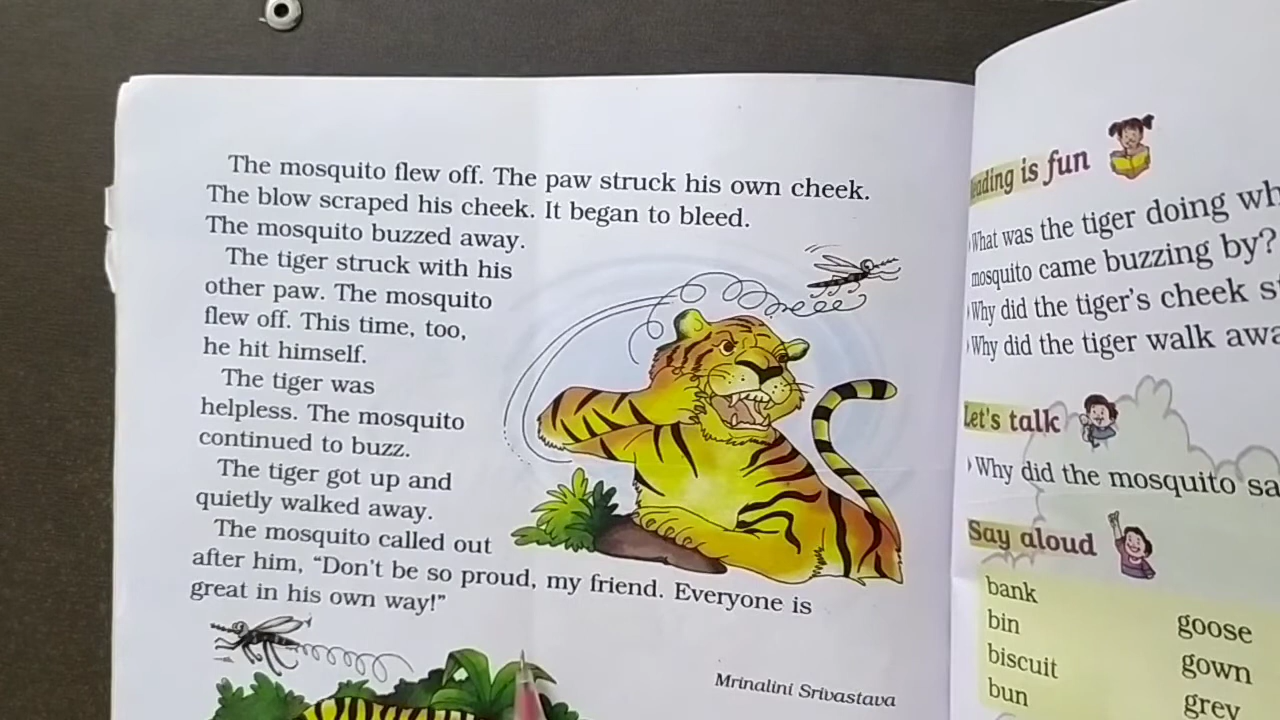 The mosquito flew off. The paw struck his own cheek.
The blow scraped his cheek. It began to bleed.
The mosquito buzzed away.
The tiger struck with his
other paw. The mosquito
flew off. This time, too,
he hit himself.
The tiger was
helpless. The mosquito
continued to buzz.
The tiger got up and
quietly walked away.
The mosquito called out
after him, “Don't be so proud, my friend. Everyone is
great in his own way!”
Mrinalini Srivastava
is fun
What was the tiger doing
mosquito came buzzing by?
Why did the tiger's cheek
Why did the tiger walk
Let's talk
Why did the mosquito
Say aloud
bank
bin
biscuit
bun
goose
gown
grey